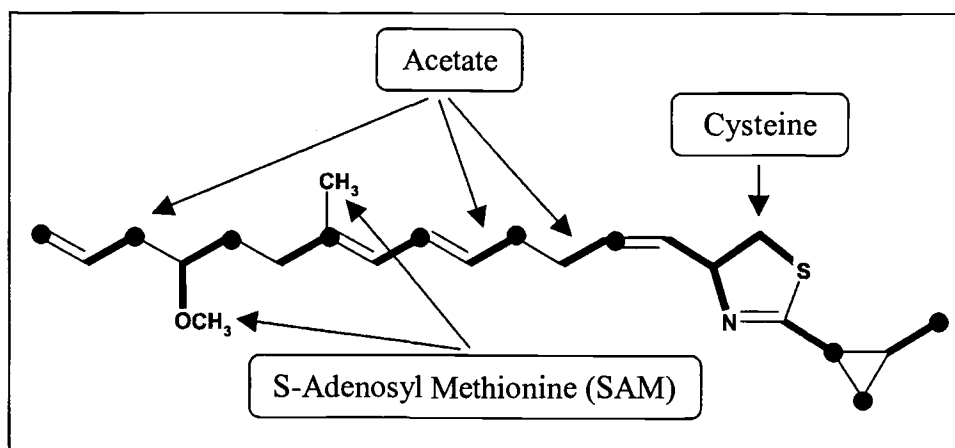 Acetate
Cysteine
CH3
S
OCH3
N
S-Adenosyl Methionine (SAM)